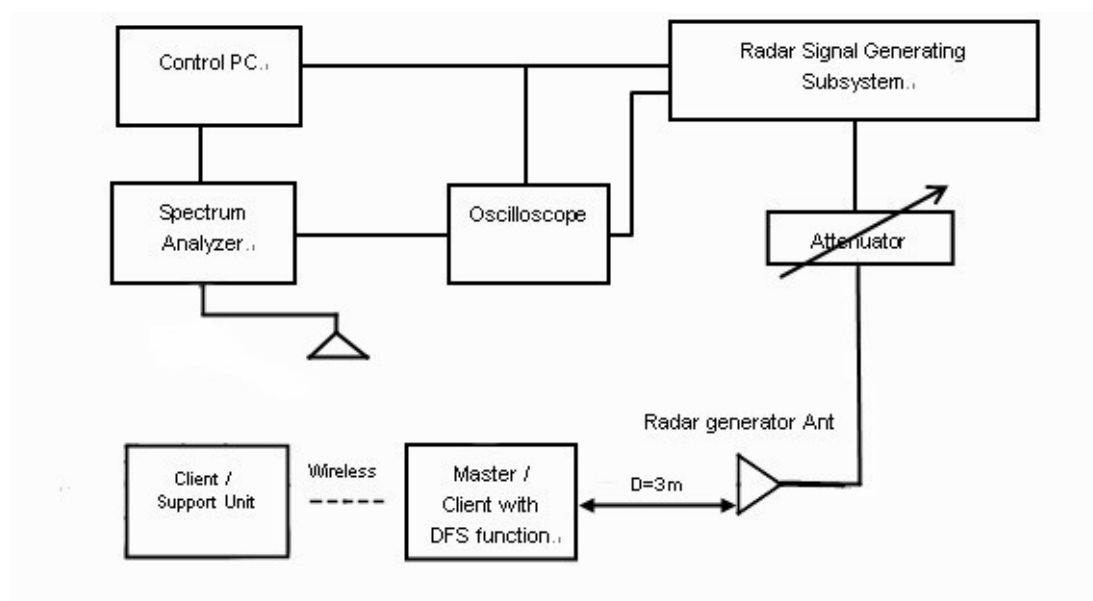 Control PC.
Radar Signal Generating
Subsystem.
Spectrum
Analyzer.
Oscilloscope
Attenuator
Radar generator Ant
Client /
Support Unit
Wireless
Master /
Client with
DFS function.
D=3m